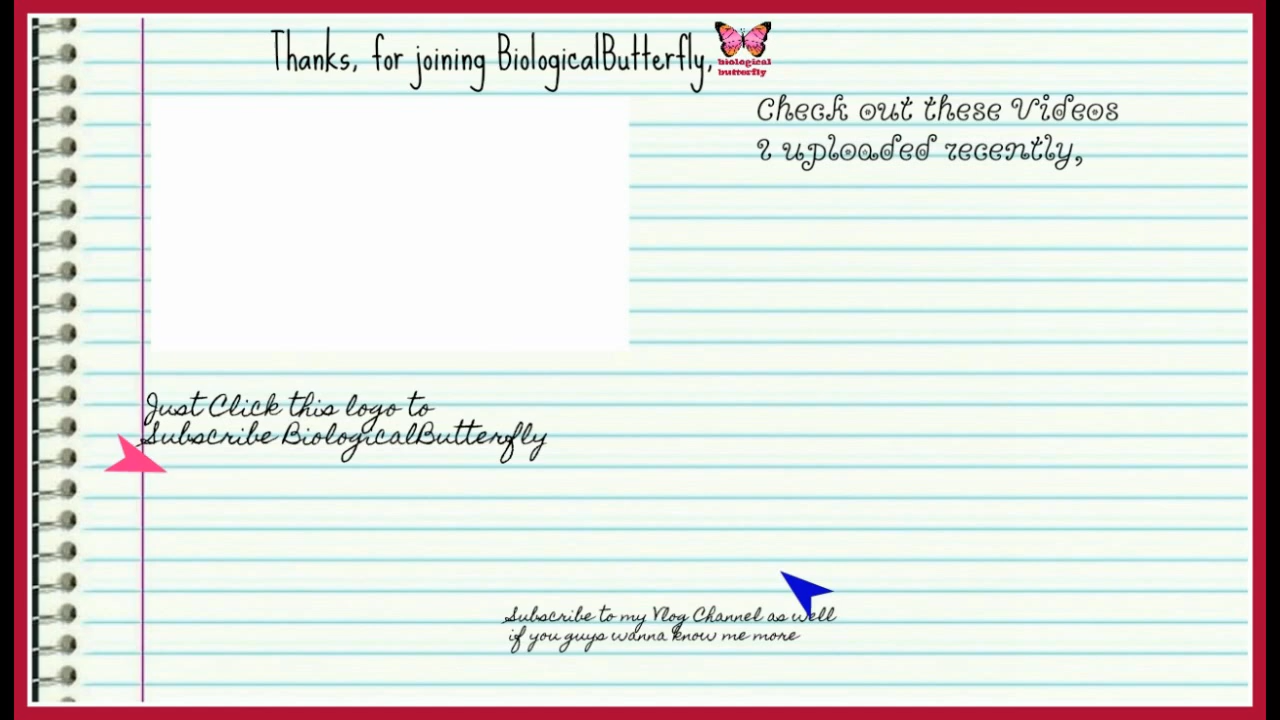 Thanks, for joining BiologicalButterfly,
biological
butterfly
Check out these Videos
I uploaded recently,
Just Click this logo to
Subscribe BiologicalButterfly
Subscribe to my Vlog Channel as well
if you guys wanna know me more